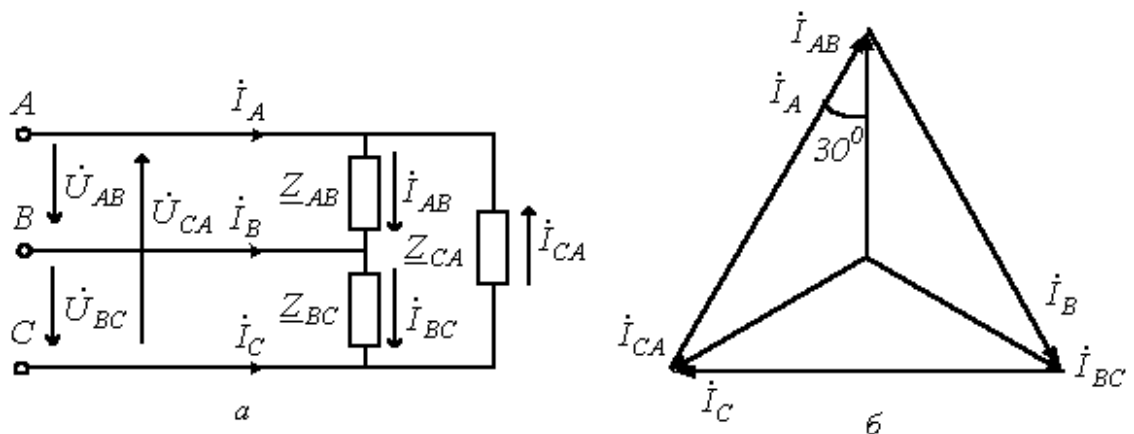 A
İ_A
U̇_AB
Z_AB
İ_AB
B
U̇_CA
İ_B
Z_CA
İ_CA
U̇_BC
Z_BC
İ_BC
C
İ_C
а
İ_AB
İ_A
30⁰
İ_B
İ_CA
İ_BC
İ_C
б